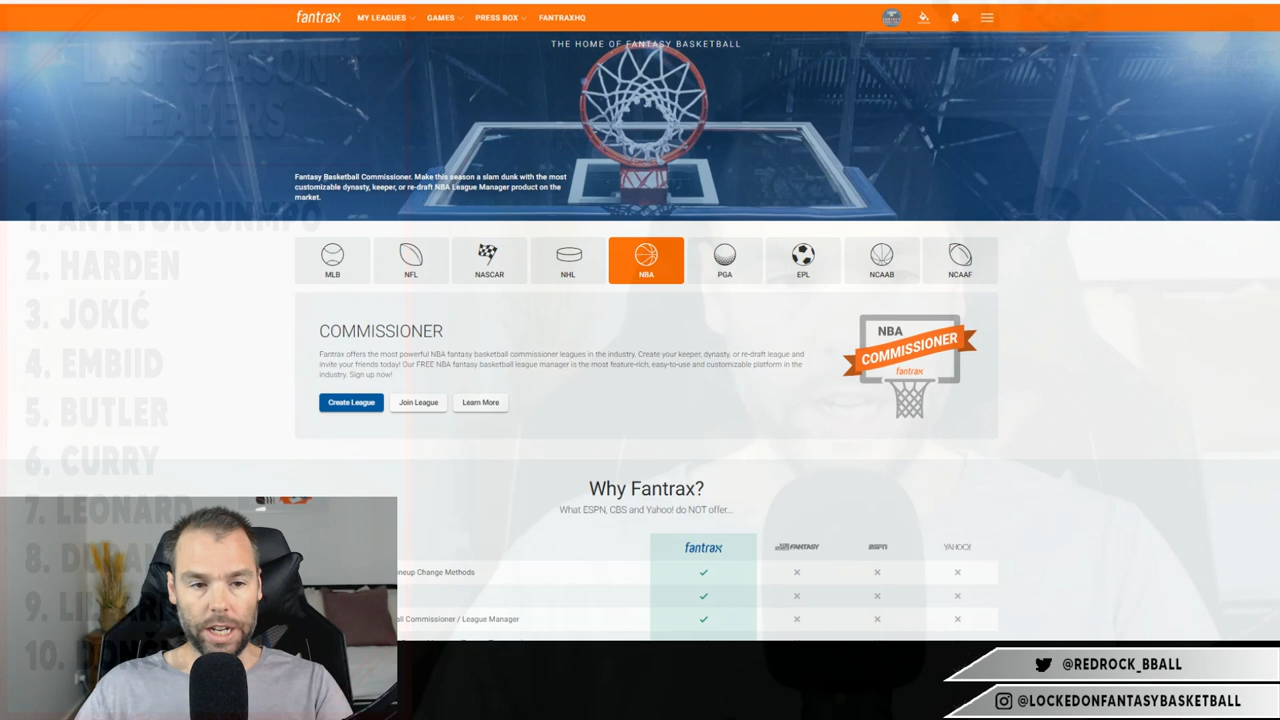 fantrax MY LEAGUES GAMES PRESS BOX FANTRAXHQ
THE HOME OF FANTASY BASKETBALL
LAST SEASON
LEADERS
Fantasy Basketball Commissioner. Make this season a slam dunk with the most
customizable dynasty, keeper, or re-draft NBA League Manager product on the
market.
1. ANTETOKOUNMPO
2. HARDEN
3. JOKIĆ
4. EMBIID
5. BUTLER
6. CURRY
7. LEONARD
8.
9.
10.
MLB NFL NASCAR NHL NBA PGA EPL NCAAB NCAAF
COMMISSIONER
Fantrax offers the most powerful NBA fantasy basketball commissioner leagues in the industry. Create your keeper, dynasty, or re-draft league and
invite your friends today! Our FREE NBA fantasy basketball league manager is the most feature-rich, easy-to-use and customizable platform in the
industry. Sign up now!
Create League Join League Learn More
NBA
COMMISSIONER
fantrax
Why Fantrax?
What ESPN, CBS and Yahoo! do NOT offer...
fantrax FANTASY ESPN YAHOO!
neup Change Methods
all Commissioner / League Manager
@REDROCK_BBALL
@LOCKEDONFANTASYBASKETBALL